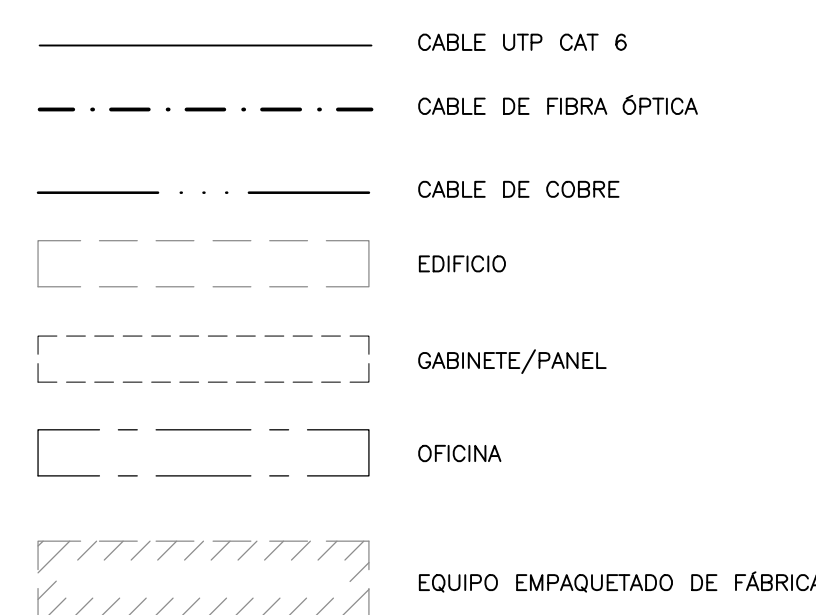 CABLE UTP CAT 6
CABLE DE FIBRA ÓPTICA
CABLE DE COBRE
EDIFICIO
GABINETE/PANEL
OFICINA
EQUIPO EMPAQUETADO DE FÁBRICA